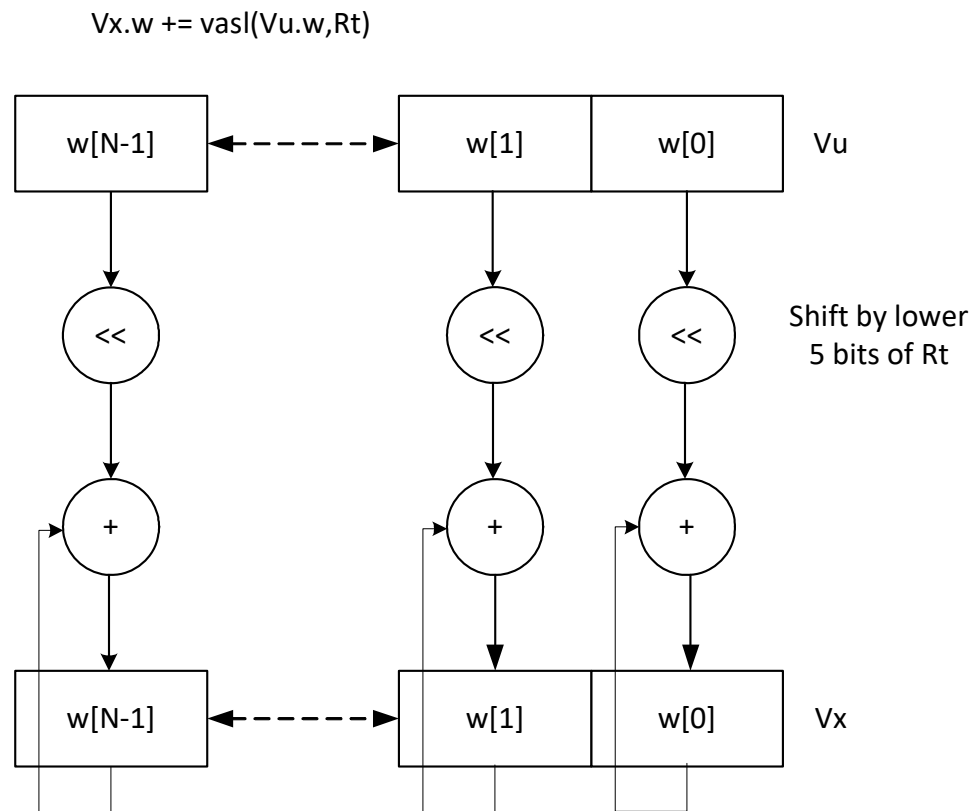 Vx.w += vasl(Vu.w,Rt)
w[N-1] w[1] w[0] Vu
<< << <<
Shift by lower
5 bits of Rt
+ + +
w[N-1] w[1] w[0] Vx